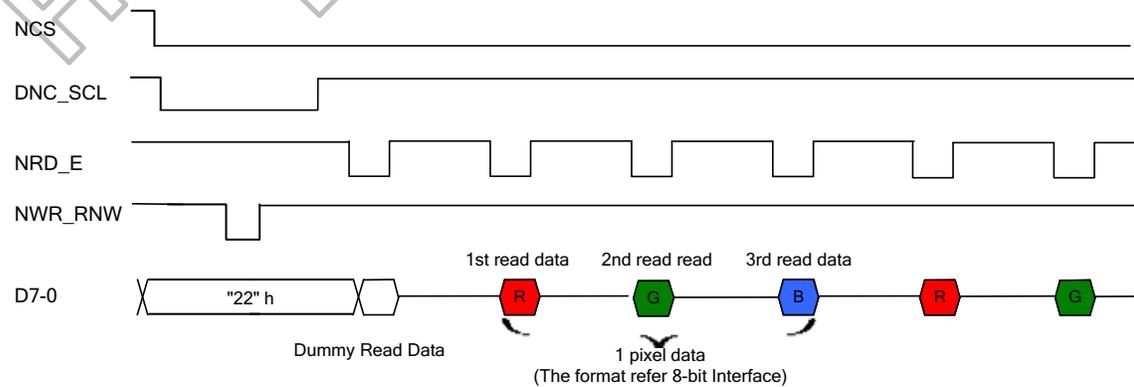 NCS
DNC_SCL
NRD_E
NWR_RNW
1st read data 2nd read read 3rd read data
D7-0 "22" h R G B R G
Dummy Read Data
1 pixel data
(The format refer 8-bit Interface)